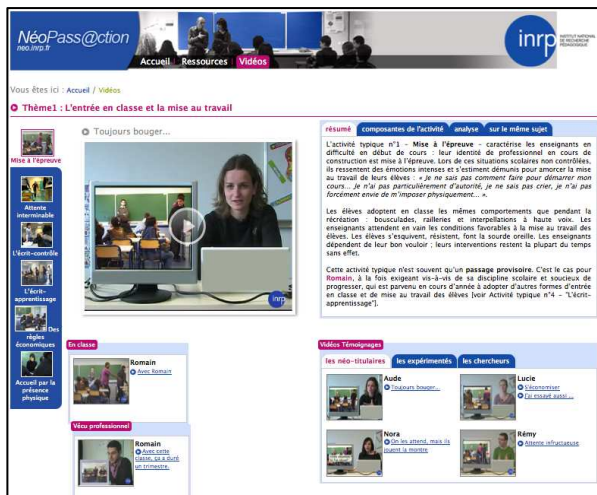 NéoPass@ction
neo.inrp.fr
Accueil Ressources Vidéos
inrp
INSTITUT NATIONAL
DE RECHERCHE
PÉDAGOGIQUE
Vous êtes ici : Accueil / Vidéos
Thème1 : L'entrée en classe et la mise au travail
Mise à l'épreuve
Attente
interminable
L'écrit-contrôle
L'écrit-
apprentissage
Des
règles
économiques
Accueil par la
présence
physique
Toujours bouger...
inrp
résumé composantes de l'activité analyse sur le même sujet
L'activité typique n°1 - Mise à l'épreuve - caractérise les enseignants en
difficulté en début de cours : leur identité de professionnel en cours de
construction est mise à l'épreuve. Lors de ces situations scolaires non contrôlées,
ils ressentent des émotions intenses et s'estiment démunis pour amorcer la mise
au travail de leurs élèves : « Je ne sais pas comment faire pour démarrer mon
cours... Je n'ai pas particulièrement d'autorité, je ne sais pas crier, je n'ai pas
forcément envie de m'imposer physiquement... ».
Les élèves adoptent en classe les mêmes comportements que pendant la
récréation : bousculades, railleries et interpellations à haute voix. Les
enseignants attendent en vain les conditions favorables à la mise au travail des
élèves. Les élèves s'esquivent, résistent, font la sourde oreille. Les enseignants
dépendent de leur bon vouloir ; leurs interventions restent la plupart du temps
sans effet.
Cette activité typique n'est souvent qu'un passage provisoire. C'est le cas pour
Romain, à la fois exigeant vis-à-vis de sa discipline scolaire et soucieux de
progresser, qui est parvenu en cours d'année à adopter d'autres formes d'entrée
en classe et de mise au travail des élèves [voir Activité typique n°4 - "L'écrit-
apprentissage"].
En classe
Romain
Avec Romain
Vécu professionnel
Romain
Avec cette
classe, ça a duré
un trimestre.
Vidéos Témoignages
les néo-titulaires les expérimentés les chercheurs
Aude
Toujours bouger...
Lucie
S'économiser
J'ai essayé aussi ...
Nora
On les attend, mais ils
jouent la montre
Rémy
Attente infructueuse.